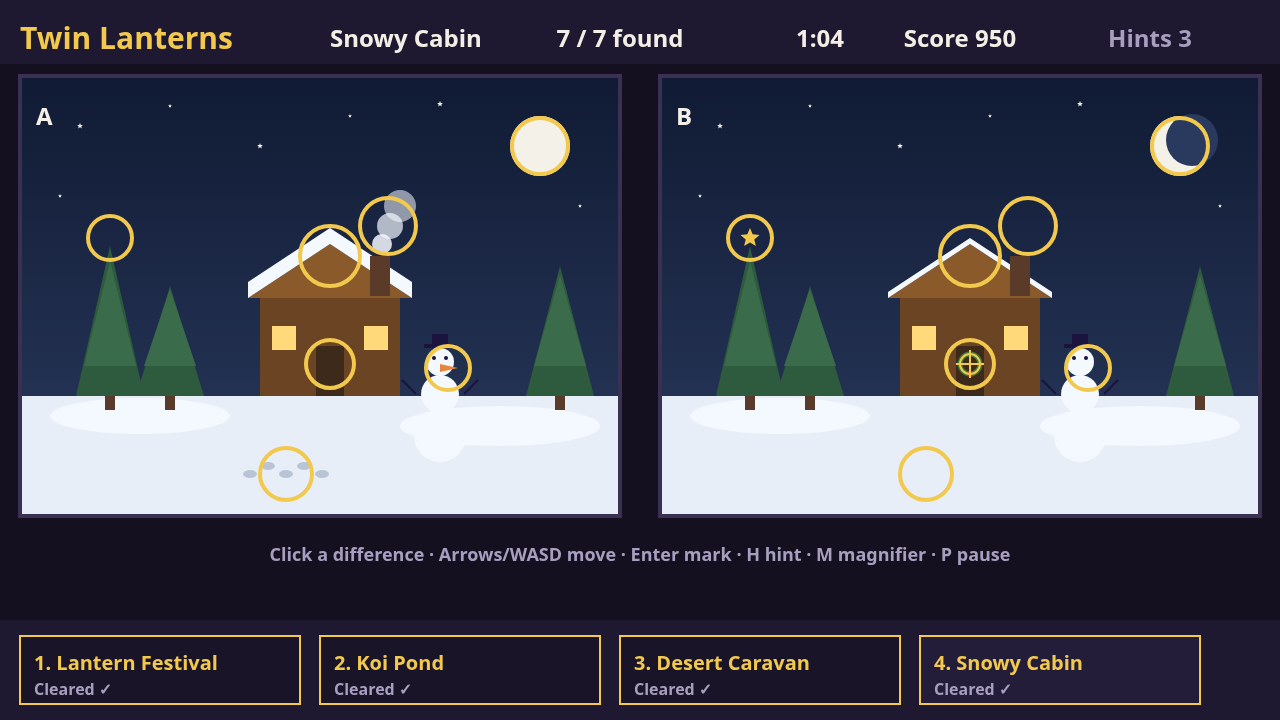 Twin Lanterns
Snowy Cabin
7 / 7 found
1:04
Score 950
Hints 3
A
B
Click a difference · Arrows/WASD move · Enter mark · H hint · M magnifier · P pause
1. Lantern Festival
Cleared ✓
2. Koi Pond
Cleared ✓
3. Desert Caravan
Cleared ✓
4. Snowy Cabin
Cleared ✓